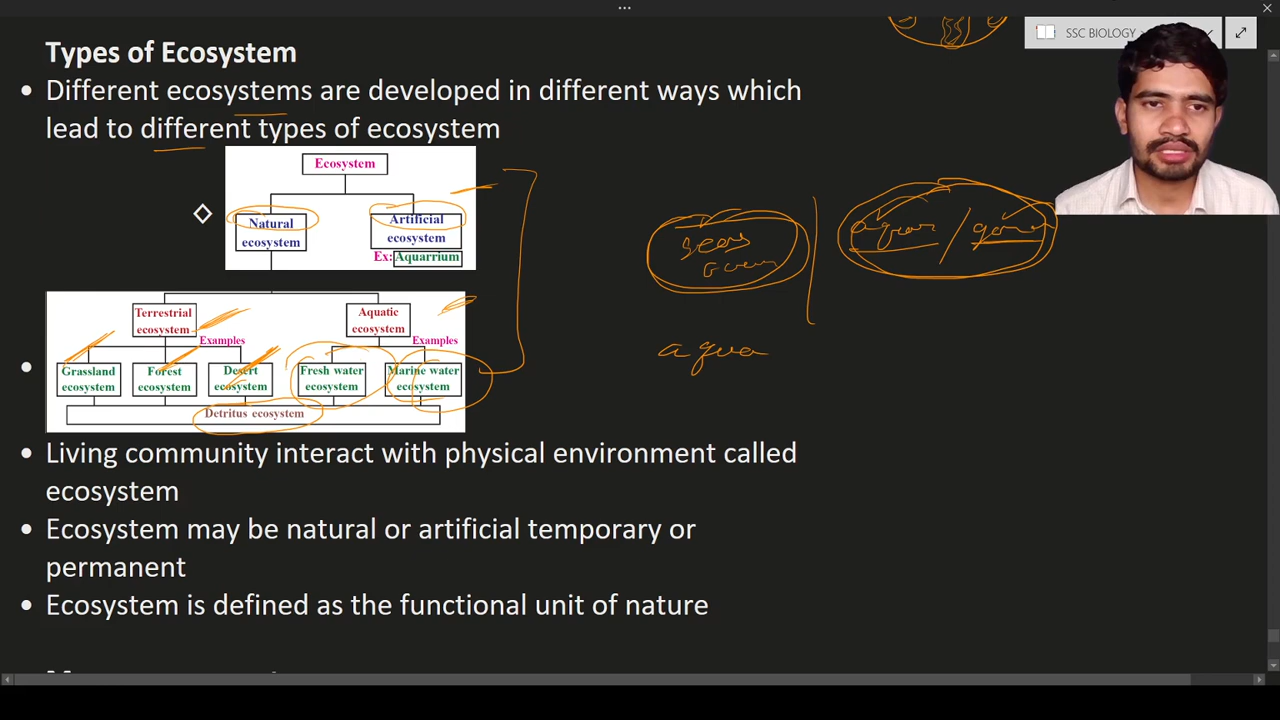 SSC BIOLOGY
Types of Ecosystem
• Different ecosystems are developed in different ways which
lead to different types of ecosystem
Ecosystem
Natural
ecosystem
Artificial
ecosystem
Ex: Aquarrium
Terrestrial
ecosystem
Aquatic
ecosystem
Examples
Examples
Grassland
ecosystem
Forest
ecosystem
Desert
ecosystem
Fresh water
ecosystem
Marine water
ecosystem
Detritus ecosystem
aqua
• Living community interact with physical environment called
ecosystem
• Ecosystem may be natural or artificial temporary or
permanent
• Ecosystem is defined as the functional unit of nature